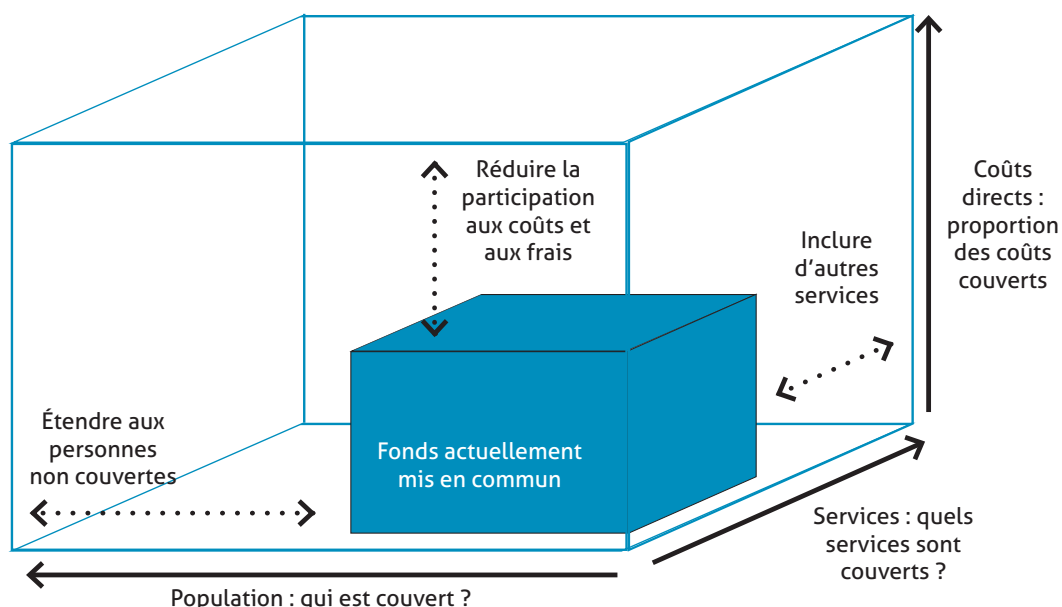 Réduire la
participation
aux coûts et
aux frais
Coûts
directs :
proportion
des coûts
couverts
Inclure
d'autres
services
Étendre aux
personnes
non couvertes
Fonds actuellement
mis en commun
Services : quels
services sont
couverts ?
Population : qui est couvert ?